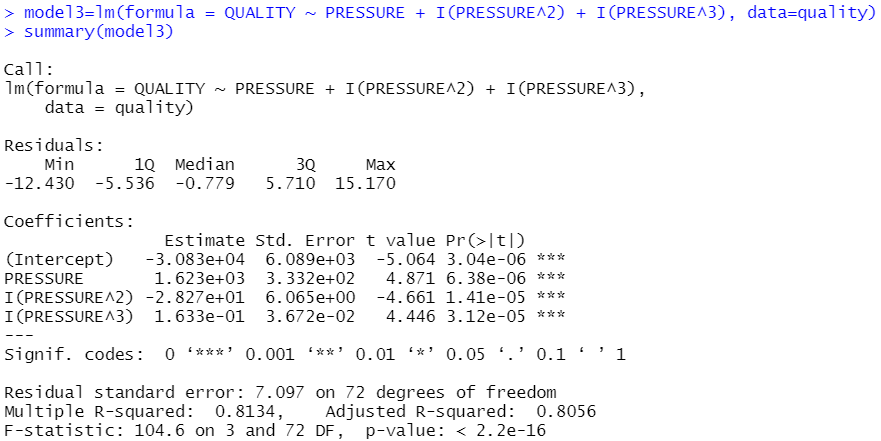 > model3=lm(formula = QUALITY ~ PRESSURE + I(PRESSURE^2) + I(PRESSURE^3), data=quality)
> summary(model3)
Call:
lm(formula = QUALITY ~ PRESSURE + I(PRESSURE^2) + I(PRESSURE^3),
    data = quality)
Residuals:
    Min      1Q  Median      3Q     Max
-12.430  -5.536  -0.779   5.710  15.170
Coefficients:
                Estimate Std. Error t value Pr(>|t|)
(Intercept)   -3.083e+04  6.089e+03  -5.064 3.04e-06 ***
PRESSURE       1.623e+03  3.332e+02   4.871 6.38e-06 ***
I(PRESSURE^2) -2.827e+01  6.065e+00  -4.661 1.41e-05 ***
I(PRESSURE^3)  1.633e-01  3.672e-02   4.446 3.12e-05 ***
---
Signif. codes:  0 ‘***’ 0.001 ‘**’ 0.01 ‘*’ 0.05 ‘.’ 0.1 ‘ ’ 1
Residual standard error: 7.097 on 72 degrees of freedom
Multiple R-squared:  0.8134,    Adjusted R-squared:  0.8056
F-statistic: 104.6 on 3 and 72 DF,  p-value: < 2.2e-16